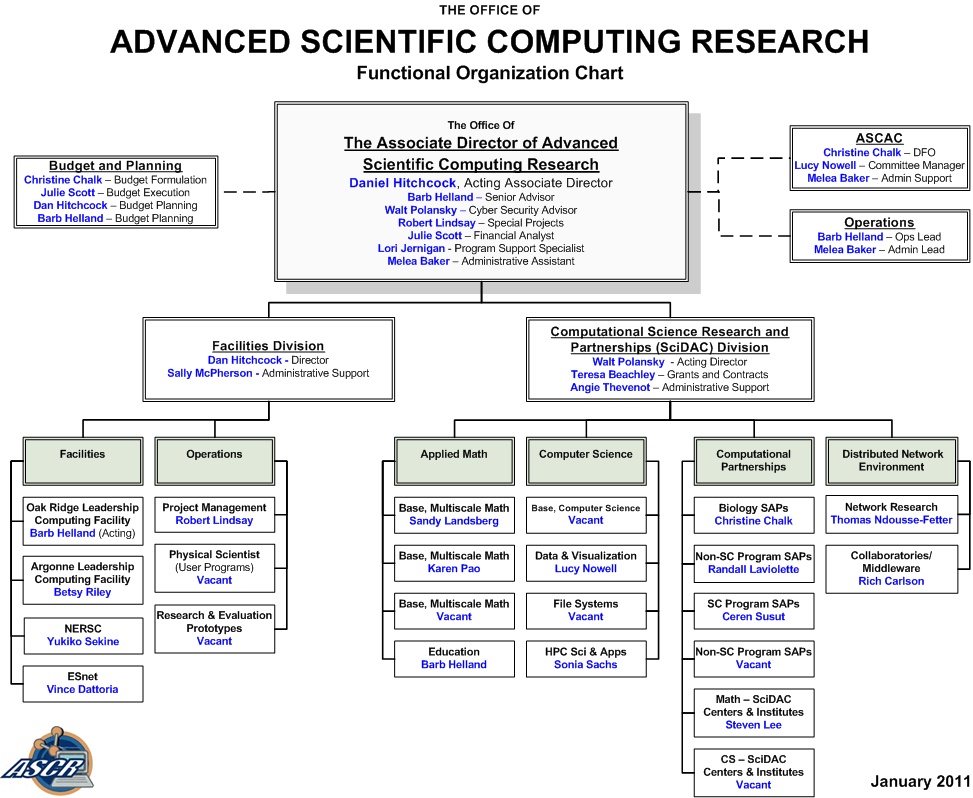 THE OFFICE OF
ADVANCED SCIENTIFIC COMPUTING RESEARCH
Functional Organization Chart
The Office Of
The Associate Director of Advanced
Scientific Computing Research
Daniel Hitchcock, Acting Associate Director
Barb Helland – Senior Advisor
Walt Polansky – Cyber Security Advisor
Robert Lindsay – Special Projects
Julie Scott – Financial Analyst
Lori Jernigan - Program Support Specialist
Melea Baker – Administrative Assistant
Budget and Planning
Christine Chalk – Budget Formulation
Julie Scott – Budget Execution
Dan Hitchcock – Budget Planning
Barb Helland – Budget Planning
ASCAC
Christine Chalk – DFO
Lucy Nowell – Committee Manager
Melea Baker – Admin Support
Operations
Barb Helland – Ops Lead
Melea Baker – Admin Lead
Facilities Division
Dan Hitchcock - Director
Sally McPherson - Administrative Support
Computational Science Research and
Partnerships (SciDAC) Division
Walt Polansky - Acting Director
Teresa Beachley – Grants and Contracts
Angie Thevenot – Administrative Support
Facilities
Oak Ridge Leadership
Computing Facility
Barb Helland (Acting)
Argonne Leadership
Computing Facility
Betsy Riley
NERSC
Yukiko Sekine
ESnet
Vince Dattoria
Operations
Project Management
Robert Lindsay
Physical Scientist
(User Programs)
Vacant
Research & Evaluation
Prototypes
Vacant
Applied Math
Base, Multiscale Math
Sandy Landsberg
Base, Multiscale Math
Karen Pao
Base, Multiscale Math
Vacant
Education
Barb Helland
Computer Science
Base, Computer Science
Vacant
Data & Visualization
Lucy Nowell
File Systems
Vacant
HPC Sci & Apps
Sonia Sachs
Computational
Partnerships
Biology SAPs
Christine Chalk
Non-SC Program SAPs
Randall Laviolette
SC Program SAPs
Ceren Susut
Non-SC Program SAPs
Vacant
Math – SciDAC
Centers & Institutes
Steven Lee
CS – SciDAC
Centers & Institutes
Vacant
Distributed Network
Environment
Network Research
Thomas Ndousse-Fetter
Collaboratories/
Middleware
Rich Carlson
ASCR
January 2011